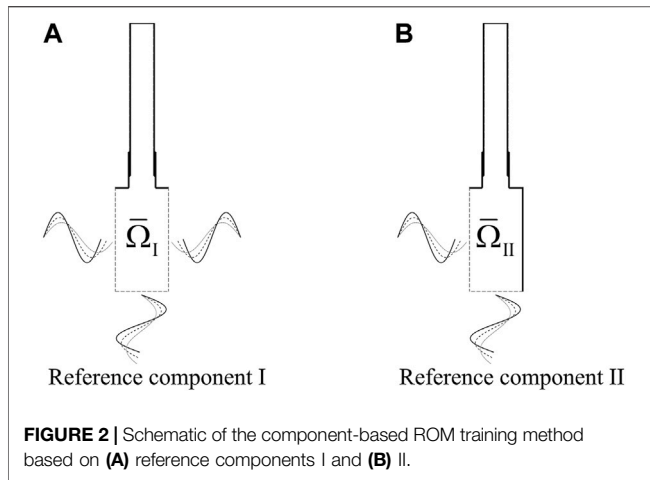 A
B
Ω̄I
Ω̄II
Reference component I
Reference component II
FIGURE 2 | Schematic of the component-based ROM training method
based on (A) reference components I and (B) II.